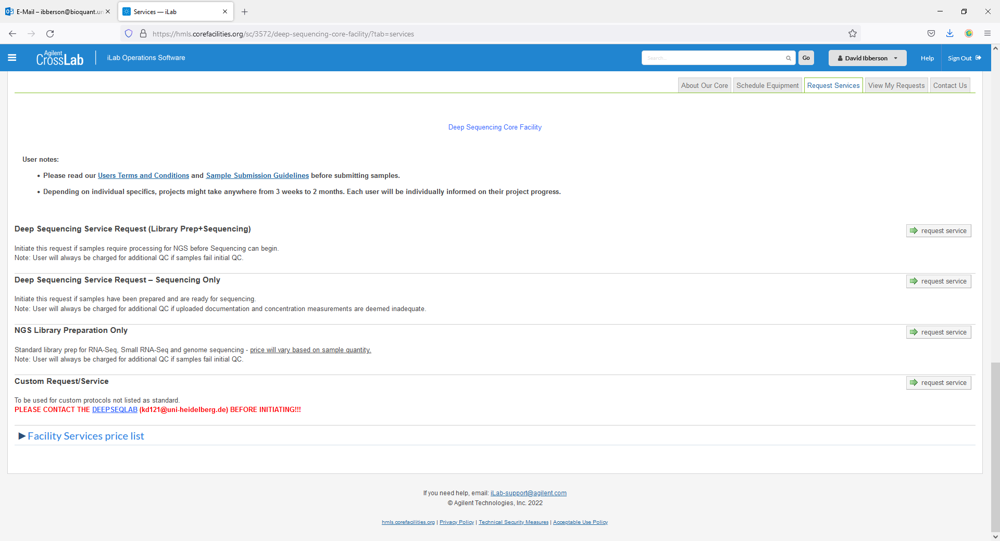 E-Mail – ibberson@bioquant.un
Services — iLab
https://hmls.corefacilities.org/sc/3572/deep-sequencing-core-facility/?tab=services
Agilent
CrossLab
iLab Operations Software
Search...
Go
David Ibberson
Help
Sign Out
About Our Core
Schedule Equipment
Request Services
View My Requests
Contact Us
Deep Sequencing Core Facility
User notes:
• Please read our Users Terms and Conditions and Sample Submission Guidelines before submitting samples.
• Depending on individual specifics, projects might take anywhere from 3 weeks to 2 months. Each user will be individually informed on their project progress.
Deep Sequencing Service Request (Library Prep+Sequencing)
request service
Initiate this request if samples require processing for NGS before Sequencing can begin.
Note: User will always be charged for additional QC if samples fail initial QC.
Deep Sequencing Service Request – Sequencing Only
request service
Initiate this request if samples have been prepared and are ready for sequencing.
Note: User will always be charged for additional QC if uploaded documentation and concentration measurements are deemed inadequate.
NGS Library Preparation Only
request service
Standard library prep for RNA-Seq, Small RNA-Seq and genome sequencing - price will vary based on sample quantity.
Note: User will always be charged for additional QC if samples fail initial QC.
Custom Request/Service
request service
To be used for custom protocols not listed as standard.
PLEASE CONTACT THE DEEPSEQLAB (kd121@uni-heidelberg.de) BEFORE INITIATING!!!
Facility Services price list
If you need help, email: iLab-support@agilent.com
© Agilent Technologies, Inc. 2022
hmls.corefacilities.org | Privacy Policy | Technical Security Measures | Acceptable Use Policy